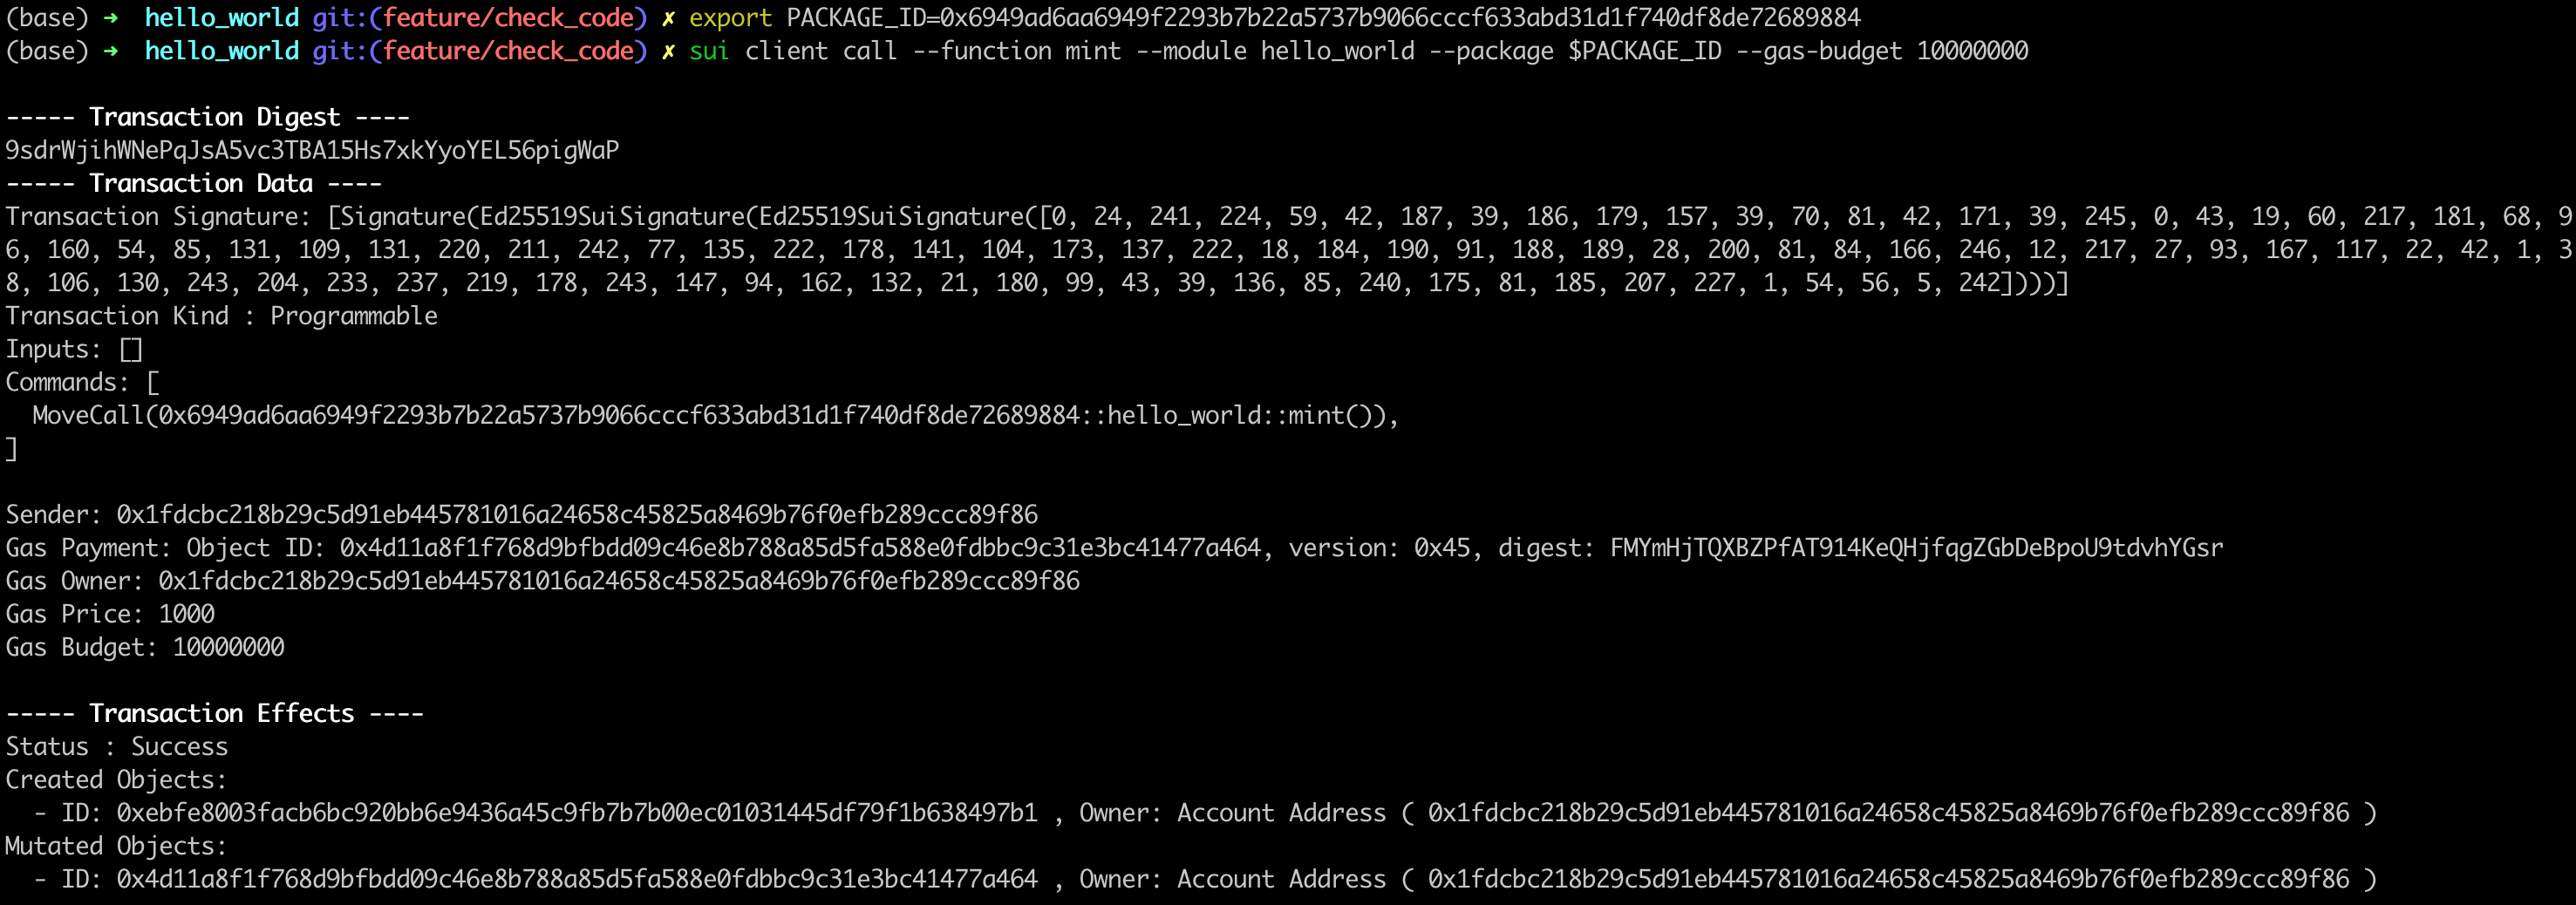 (base) ➜  hello_world git:(feature/check_code) ✗ export PACKAGE_ID=0x6949ad6aa6949f2293b7b22a5737b9066cccf633abd31d1f740df8de72689884
(base) ➜  hello_world git:(feature/check_code) ✗ sui client call --function mint --module hello_world --package $PACKAGE_ID --gas-budget 10000000
----- Transaction Digest ----
9sdrWjihWNePqJsA5vc3TBA15Hs7xkYyoYEL56pigWaP
----- Transaction Data ----
Transaction Signature: [Signature(Ed25519SuiSignature(Ed25519SuiSignature([0, 24, 241, 224, 59, 42, 187, 39, 186, 179, 157, 39, 70, 81, 42, 171, 39, 245, 0, 43, 19, 60, 217, 181, 68, 9
6, 160, 54, 85, 131, 109, 131, 220, 211, 242, 77, 135, 222, 178, 141, 104, 173, 137, 222, 18, 184, 190, 91, 188, 189, 28, 200, 81, 84, 166, 246, 12, 217, 27, 93, 167, 117, 22, 42, 1, 3
8, 106, 130, 243, 204, 233, 237, 219, 178, 243, 147, 94, 162, 132, 21, 180, 99, 43, 39, 136, 85, 240, 175, 81, 185, 207, 227, 1, 54, 56, 5, 242])))]
Transaction Kind : Programmable
Inputs: []
Commands: [
  MoveCall(0x6949ad6aa6949f2293b7b22a5737b9066cccf633abd31d1f740df8de72689884::hello_world::mint()),
]
Sender: 0x1fdcbc218b29c5d91eb445781016a24658c45825a8469b76f0efb289ccc89f86
Gas Payment: Object ID: 0x4d11a8f1f768d9bfbdd09c46e8b788a85d5fa588e0fdbbc9c31e3bc41477a464, version: 0x45, digest: FMYmHjTQXBZPfAT914KeQHjfqgZGbDeBpoU9tdvhYGsr
Gas Owner: 0x1fdcbc218b29c5d91eb445781016a24658c45825a8469b76f0efb289ccc89f86
Gas Price: 1000
Gas Budget: 10000000
----- Transaction Effects ----
Status : Success
Created Objects:
  - ID: 0xebfe8003facb6bc920bb6e9436a45c9fb7b7b00ec01031445df79f1b638497b1 , Owner: Account Address ( 0x1fdcbc218b29c5d91eb445781016a24658c45825a8469b76f0efb289ccc89f86 )
Mutated Objects:
  - ID: 0x4d11a8f1f768d9bfbdd09c46e8b788a85d5fa588e0fdbbc9c31e3bc41477a464 , Owner: Account Address ( 0x1fdcbc218b29c5d91eb445781016a24658c45825a8469b76f0efb289ccc89f86 )